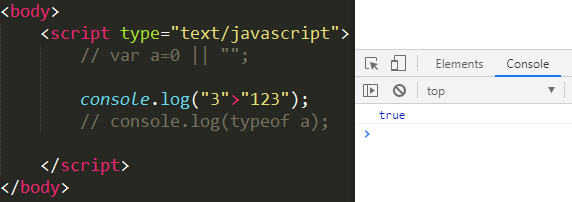 <body>
<script type="text/javascript">
// var a=0 || "";
console.log("3">"123");
// console.log(typeof a);
</script>
</body>
Elements Console
top ▼
true
>